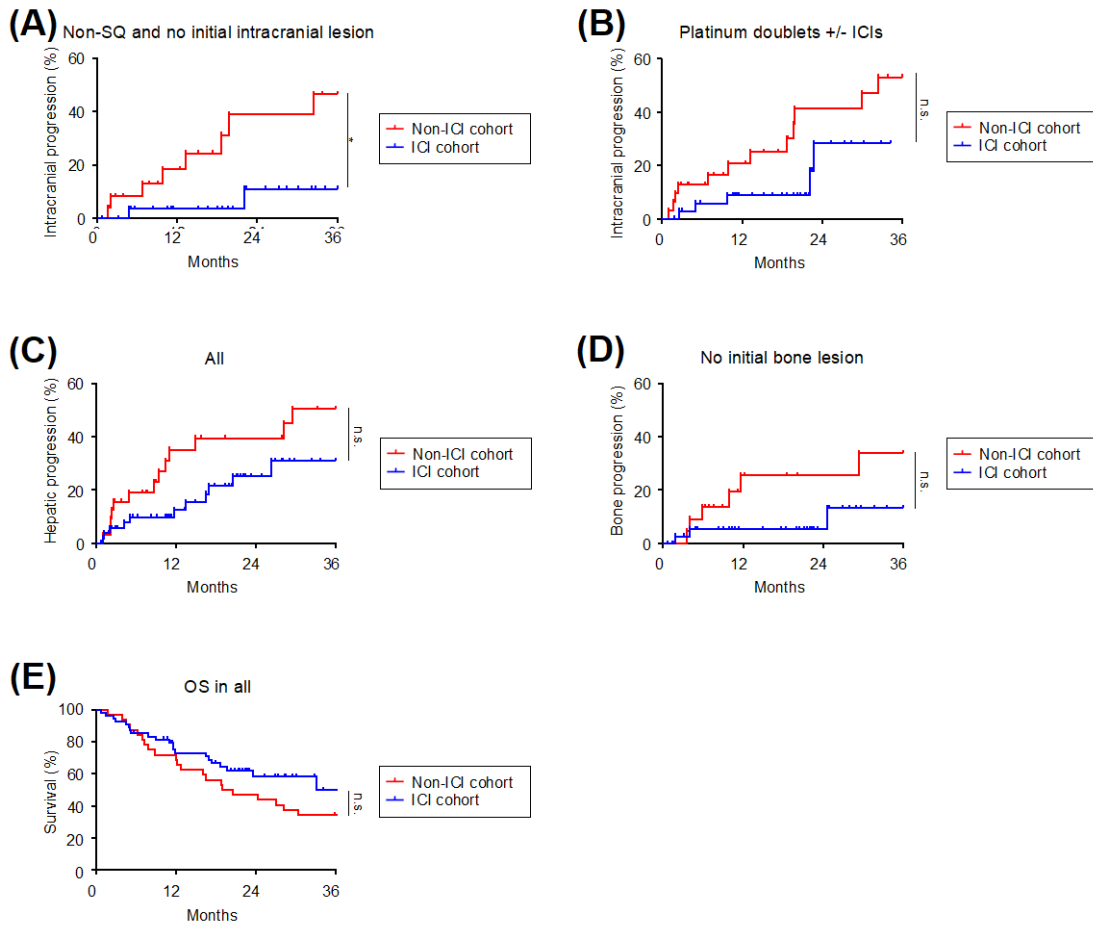 (A)
Non-SQ and no initial intracranial lesion
Intracranial progression (%)
60
40
20
0
0 12 24 36
Months
*
Non-ICI cohort
ICI cohort
(B)
Platinum doublets +/- ICIs
Intracranial progression (%)
60
40
20
0
0 12 24 36
Months
n.s.
Non-ICI cohort
ICI cohort
(C)
All
Hepatic progression (%)
60
40
20
0
0 12 24 36
Months
n.s.
Non-ICI cohort
ICI cohort
(D)
No initial bone lesion
Bone progression (%)
60
40
20
0
0 12 24 36
Months
n.s.
Non-ICI cohort
ICI cohort
(E)
OS in all
Survival (%)
100
80
60
40
20
0
0 12 24 36
Months
n.s.
Non-ICI cohort
ICI cohort